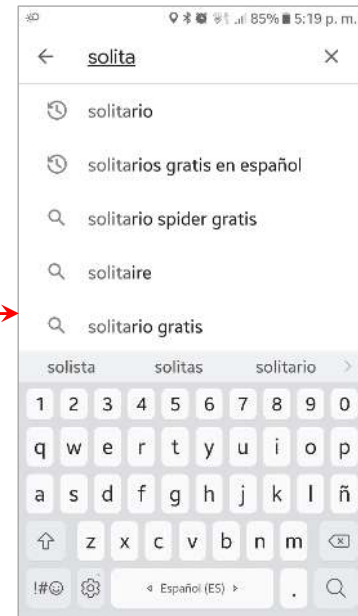 85% 5:19 p. m.
solita
solitario
solitarios gratis en español
solitario spider gratis
solitaire
solitario gratis
solista solitas solitario
1 2 3 4 5 6 7 8 9 0
q w e r t y u i o p
a s d f g h j k l ñ
z x c v b n m
!#☺ Español (ES) .